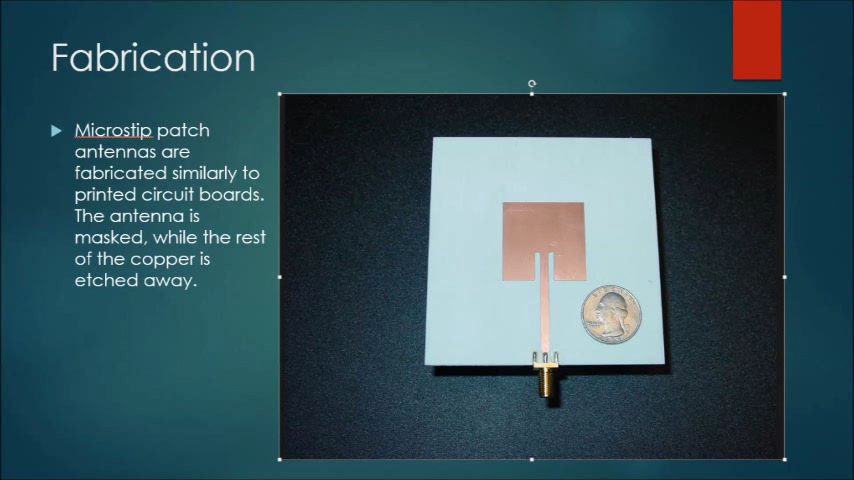 Fabrication
Microstip patch
antennas are
fabricated similarly to
printed circuit boards.
The antenna is
masked, while the rest
of the copper is
etched away.